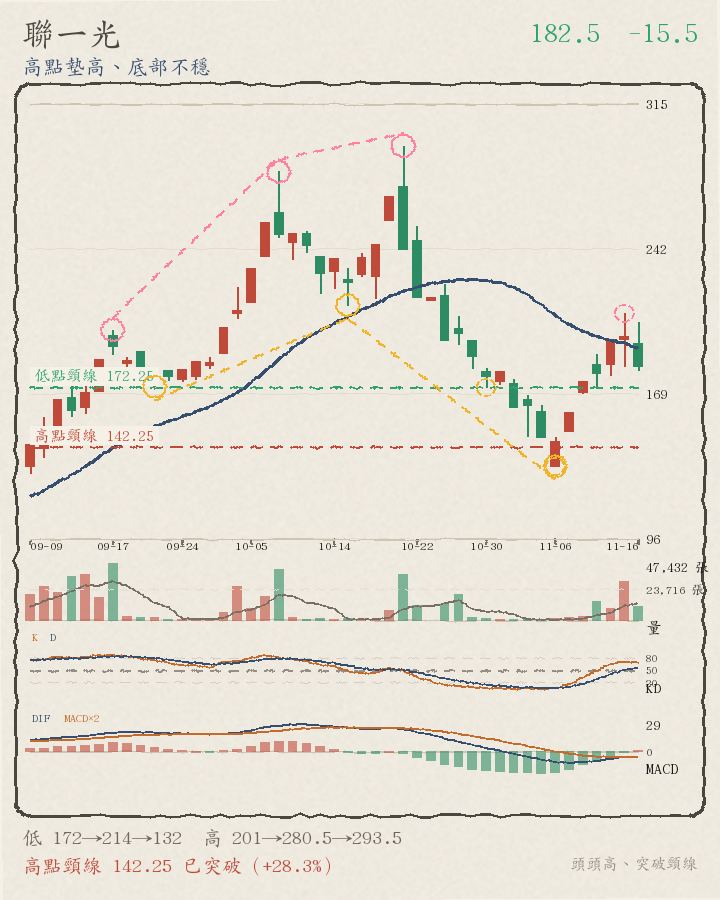 聯一光
182.5 -15.5
高點墊高、底部不穩
315
242
低點頸線 172.25
169
高點頸線 142.25
96
09-09 09-17 09-24 10-05 10-14 10-22 10-30 11-06 11-16
47,432 張
23,716 張
量
K D
80
50
20
KD
DIF MACD×2
29
0
MACD
低 172→214→132 高 201→280.5→293.5
高點頸線 142.25 已突破 (+28.3%)
頭頭高、突破頸線